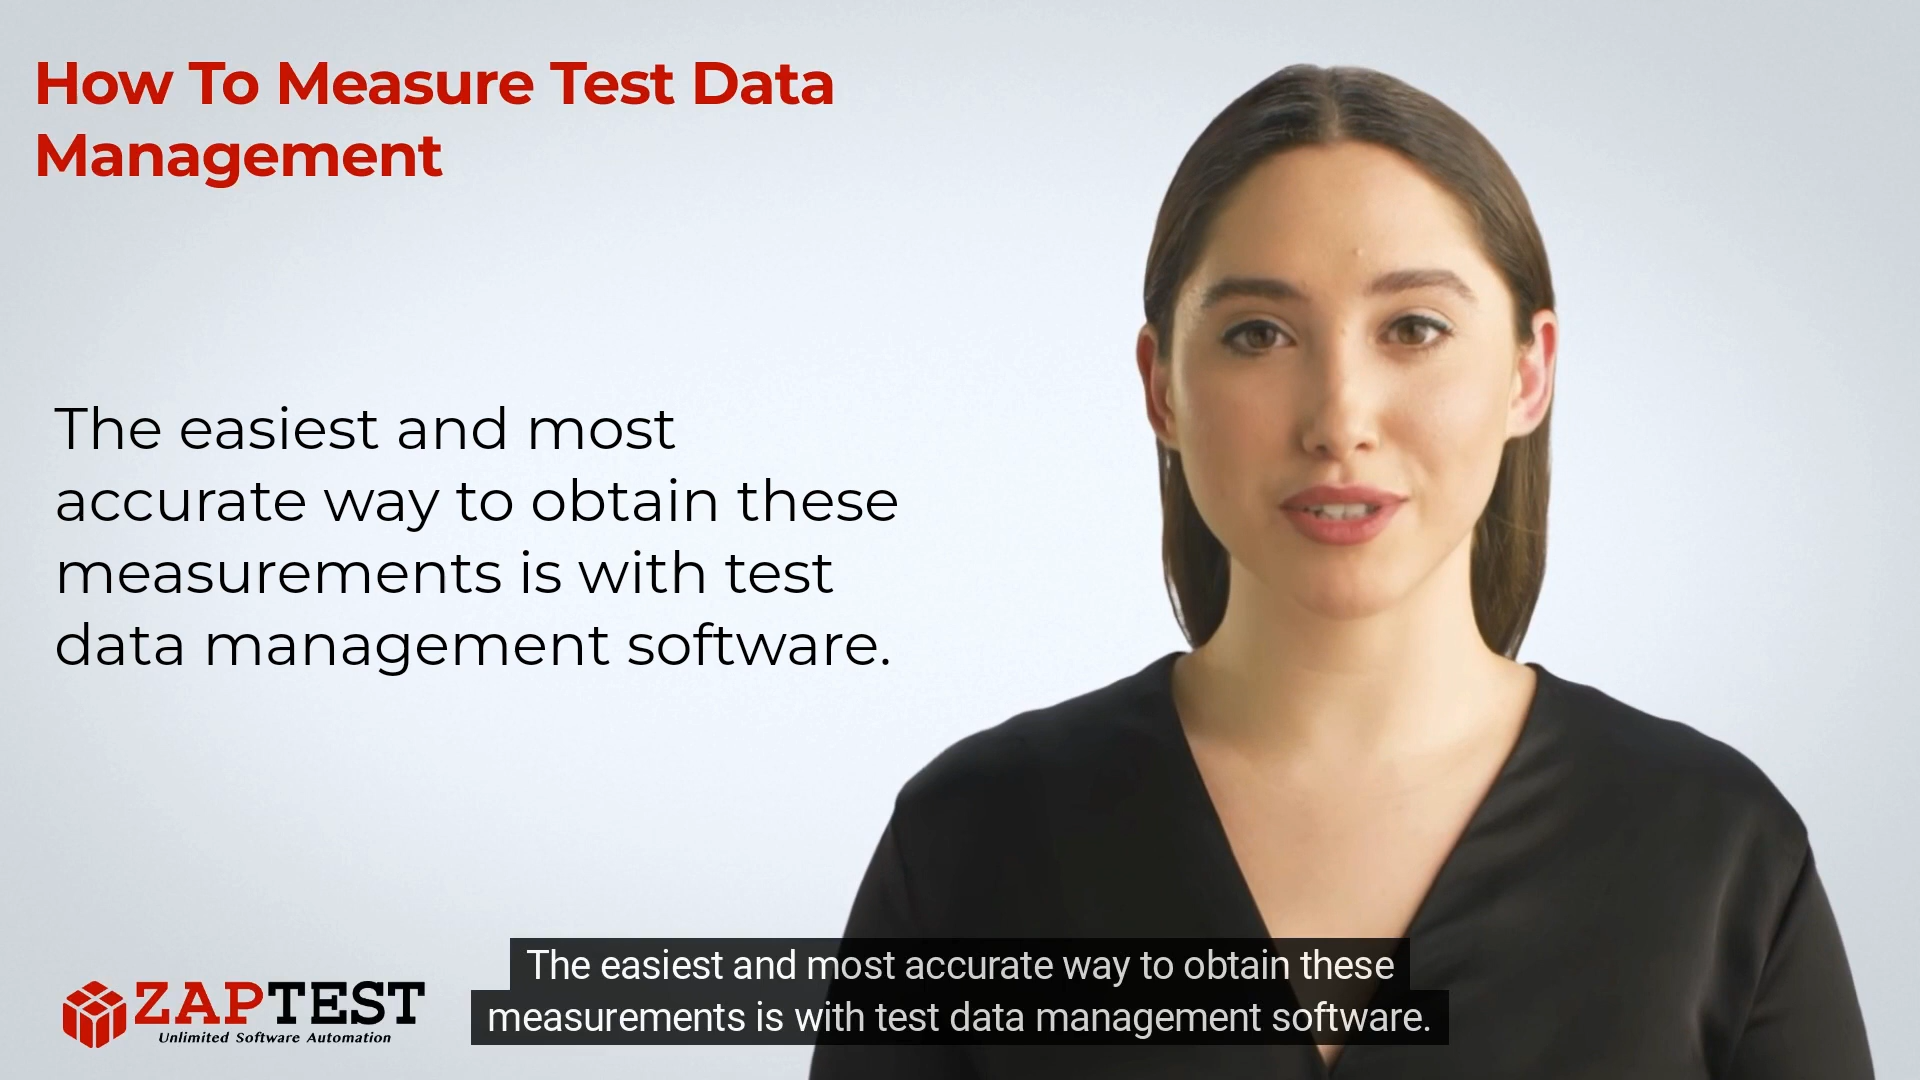 How To Measure Test Data
Management
The easiest and most
accurate way to obtain these
measurements is with test
data management software.
ZAPTEST
Unlimited Software Automation
The easiest and most accurate way to obtain these
measurements is with test data management software.